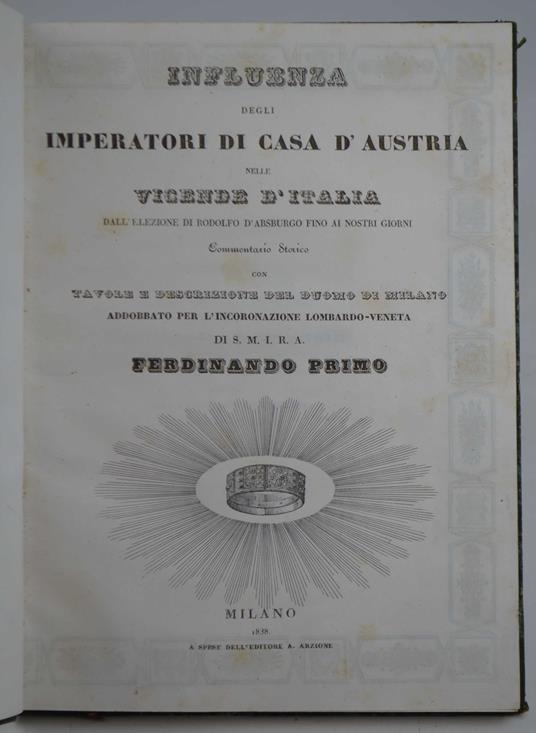 INFLUENZA
DEGLI
IMPERATORI DI CASA D'AUSTRIA
NELLE
VICENDE D'ITALIA
DALL'ELEZIONE DI RODOLFO D'ABSBURGO FINO AI NOSTRI GIORNI
Commentario Storico
CON
TAVOLE E DESCRIZIONE DEL DUOMO DI MILANO
ADDOBBATO PER L'INCORONAZIONE LOMBARDO-VENETA
DI S. M. I. R. A.
FERDINANDO PRIMO
MILANO
1838.
A SPESE DELL'EDITORE A. ARZIONE